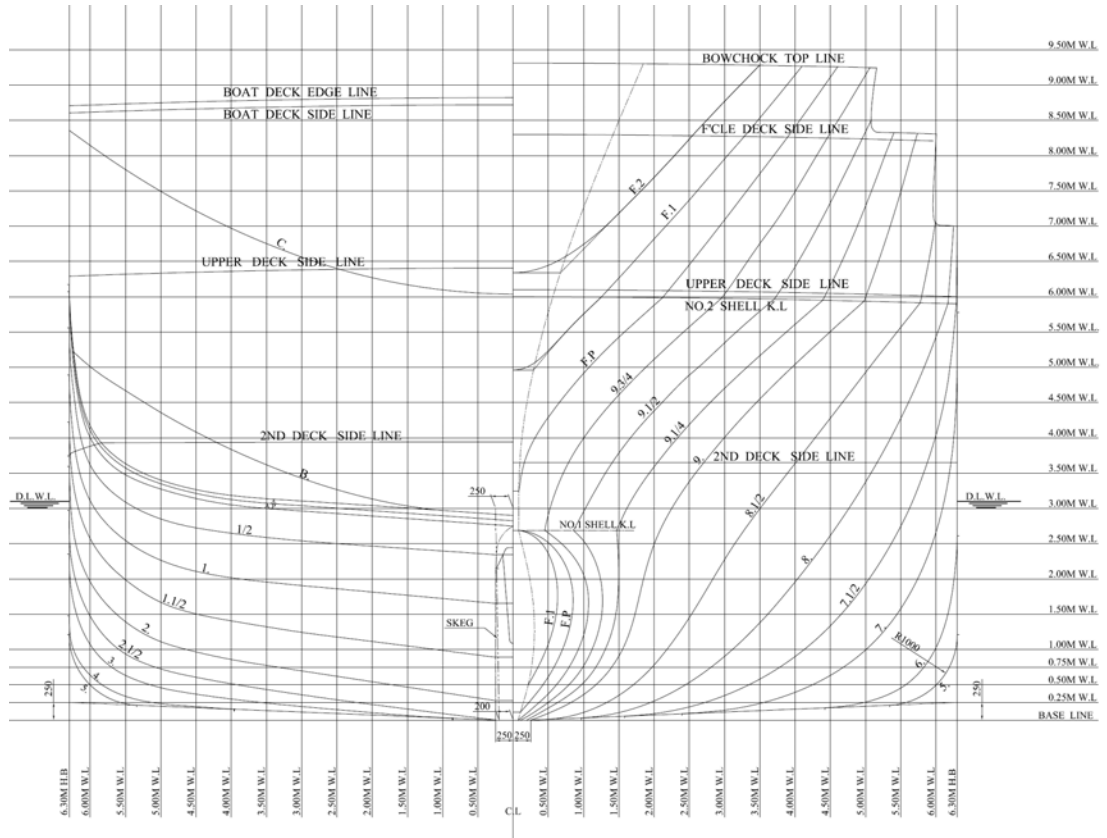 9.50M W.L
BOWCHOCK TOP LINE
9.00M W.L
BOAT DECK EDGE LINE
BOAT DECK SIDE LINE
8.50M W.L
F'CLE DECK SIDE LINE
8.00M W.L
F.2
7.50M W.L
F.1
7.00M W.L
C.
UPPER DECK SIDE LINE
6.50M W.L
UPPER DECK SIDE LINE
6.00M W.L
NO.2 SHELL K.L
5.50M W.L
F.P
5.00M W.L
9.3/4
9.1/2
4.50M W.L
9.1/4
2ND DECK SIDE LINE
4.00M W.L
9.
2ND DECK SIDE LINE
B.
3.50M W.L
250
D.L.W.L.
8.1/2
D.L.W.L
3.00M W.L
1/2
NO.1 SHELL K.L
2.50M W.L
1.
8.
2.00M W.L
1.1/2
7.1/2
F.1
F.P
1.50M W.L
SKEG
2.
7.
R1000
2.1/2
1.00M W.L
3.
6.
0.75M W.L
4.
5.
5.
0.50M W.L
250
250
0.25M W.L
200
BASE LINE
250
250
6.30M H.B
6.00M W.L
5.50M W.L
4.50M W.L
4.00M W.L
3.50M W.L
3.00M W.L
2.50M W.L
2.00M W.L
1.50M W.L
1.00M W.L
C.L
0.50M W.L
1.00M W.L
1.50M W.L
2.00M W.L
2.50M W.L
3.00M W.L
3.50M W.L
4.00M W.L
4.50M W.L
5.00M W.L
5.50M W.L
6.00M W.L
6.30M H.B